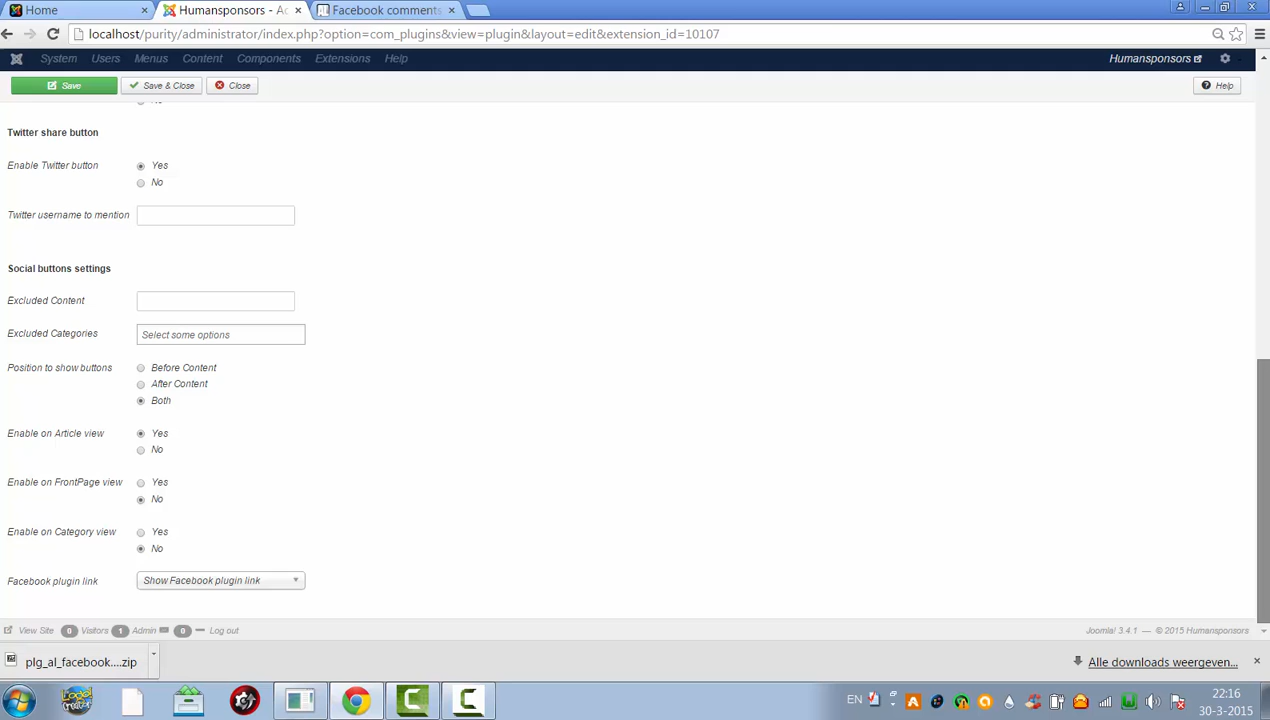 Home
Humansponsors - Ac
Facebook comments
localhost/purity/administrator/index.php?option=com_plugins&view=plugin&layout=edit&extension_id=10107
System Users Menus Content Components Extensions Help
Humansponsors
Save
Save & Close
Close
Help
Twitter share button
Enable Twitter button
Yes
No
Twitter username to mention
Social buttons settings
Excluded Content
Excluded Categories
Select some options
Position to show buttons
Before Content
After Content
Both
Enable on Article view
Yes
No
Enable on FrontPage view
Yes
No
Enable on Category view
Yes
No
Facebook plugin link
Show Facebook plugin link
View Site 0 Visitors 1 Admin 0 Log out
Joomla! 3.4.1 — © 2015 Humansponsors
plg_al_facebook....zip
Alle downloads weergeven...
EN
22:16
30-3-2015